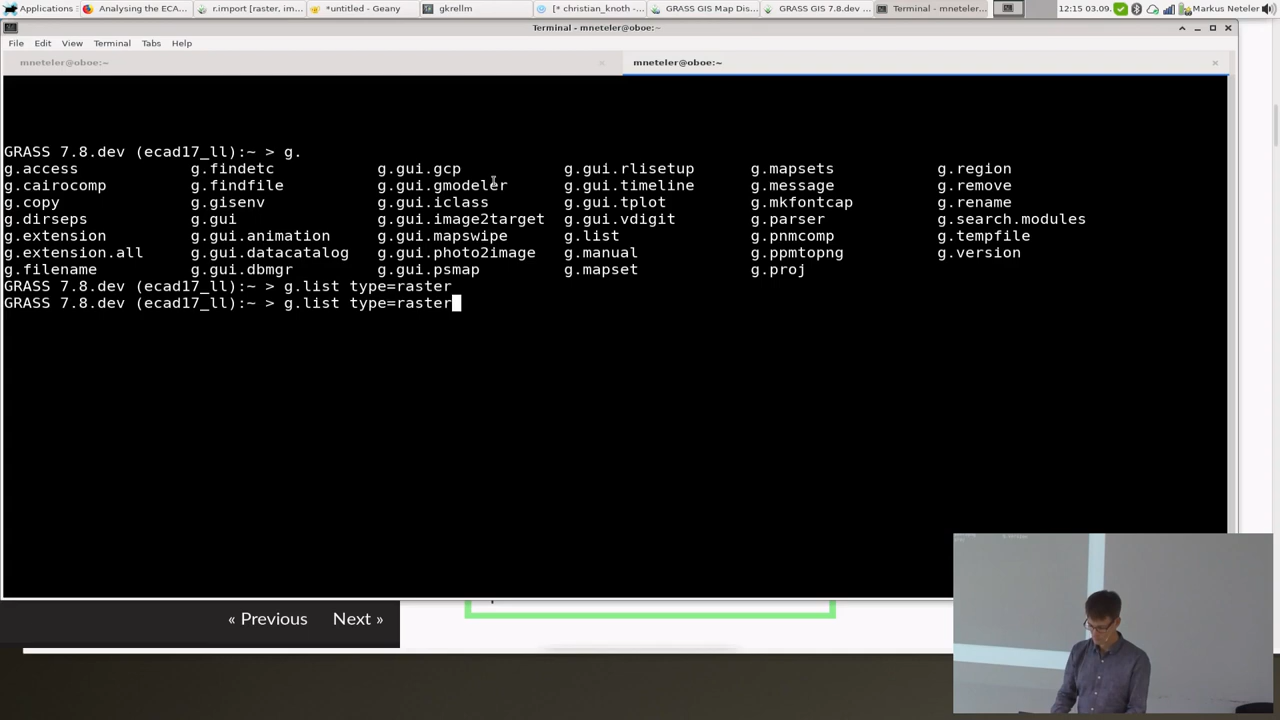 Applications
Analysing the ECA...
r.import [raster, im...
*untitled - Geany
gkrellm
[* christian_knoth -...
GRASS GIS Map Dis...
GRASS GIS 7.8.dev ...
Terminal - mneteler...
12:15 03.09.
Markus Neteler
Terminal - mneteler@oboe:~
File Edit View Terminal Tabs Help
mneteler@oboe:~
mneteler@oboe:~
GRASS 7.8.dev (ecad17_ll):~ > g.
g.access g.findetc g.gui.gcp g.gui.rlisetup g.mapsets g.region
g.cairocomp g.findfile g.gui.gmodeler g.gui.timeline g.message g.remove
g.copy g.gisenv g.gui.iclass g.gui.tplot g.mkfontcap g.rename
g.dirseps g.gui g.gui.image2target g.gui.vdigit g.parser g.search.modules
g.extension g.gui.animation g.gui.mapswipe g.list g.pnmcomp g.tempfile
g.extension.all g.gui.datacatalog g.gui.photo2image g.manual g.ppmtopng g.version
g.filename g.gui.dbmgr g.gui.psmap g.mapset g.proj
GRASS 7.8.dev (ecad17_ll):~ > g.list type=raster
GRASS 7.8.dev (ecad17_ll):~ > g.list type=raster
« Previous Next »